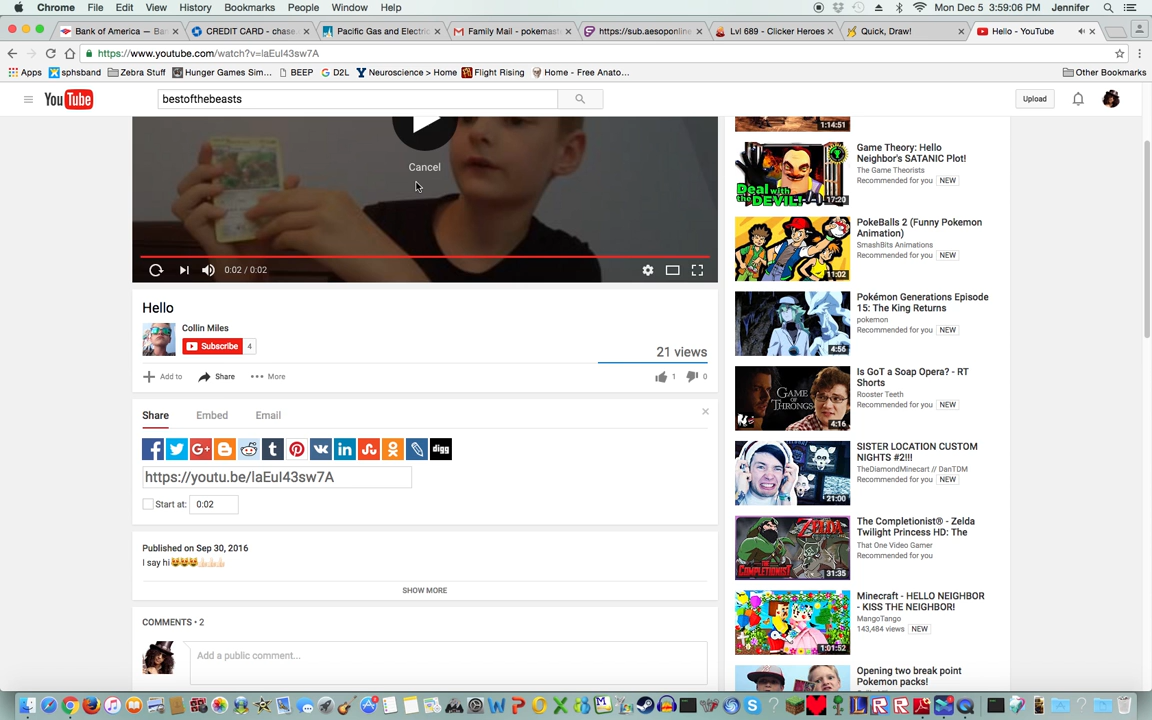 Chrome File Edit View History Bookmarks People Window Help Mon Dec 5 3:59:06 PM Jennifer
Bank of America — Ba CREDIT CARD - chase. Pacific Gas and Electric Family Mail - pokemast https://sub.aesoponline Lvl 689 - Clicker Heroes Quick, Draw! Hello - YouTube
https://www.youtube.com/watch?v=laEuI43sw7A
Apps sphsband Zebra Stuff Hunger Games Sim... BEEP D2L Neuroscience > Home Flight Rising Home - Free Anato... Other Bookmarks
YouTube bestofthebeasts Upload
Cancel
0:02 / 0:02
Hello
Collin Miles
Subscribe 4
21 views
Add to Share More 1 0
Share Embed Email
digg
https://youtu.be/laEuI43sw7A
Start at: 0:02
Published on Sep 30, 2016
I say hi😻😻😻👍🏻👍🏻👍🏻
SHOW MORE
COMMENTS • 2
Add a public comment...
1:14:51
Game Theory: Hello
Neighbor's SATANIC Plot!
The Game Theorists
Recommended for you NEW
Deal with
the DEVIL!
17:20
PokeBalls 2 (Funny Pokemon
Animation)
SmashBits Animations
Recommended for you NEW
11:02
Pokémon Generations Episode
15: The King Returns
pokemon
Recommended for you NEW
4:56
Is GoT a Soap Opera? - RT
Shorts
Rooster Teeth
Recommended for you NEW
GAME OF THRONGS
4:16
SISTER LOCATION CUSTOM
NIGHTS #2!!!
TheDiamondMinecart // DanTDM
Recommended for you NEW
21:00
The Completionist® - Zelda
Twilight Princess HD: The
That One Video Gamer
Recommended for you
THE COMPLETIONIST
31:35
Minecraft - HELLO NEIGHBOR
- KISS THE NEIGHBOR!
MangoTango
143,484 views NEW
1:01:52
Opening two break point
Pokemon packs!